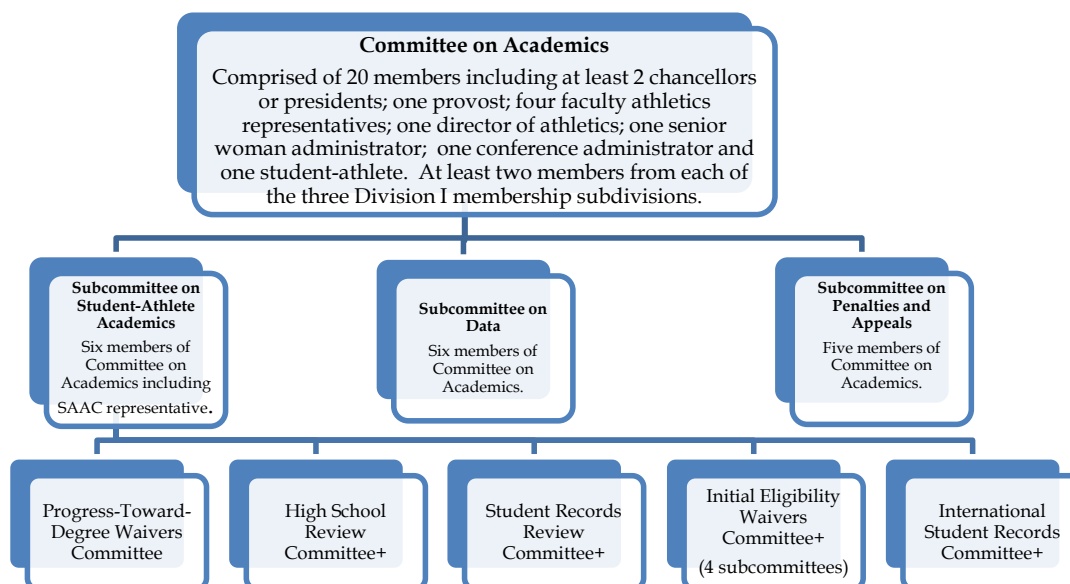 Committee on Academics
Comprised of 20 members including at least 2 chancellors
or presidents; one provost; four faculty athletics
representatives; one director of athletics; one senior
woman administrator; one conference administrator and
one student-athlete. At least two members from each of
the three Division I membership subdivisions.
Subcommittee on
Student-Athlete
Academics
Six members of
Committee on
Academics including
SAAC representative.
Subcommittee
on Data
Six members of
Committee on
Academics.
Subcommittee on
Penalties and
Appeals
Five members of
Committee on
Academics.
Progress-Toward-
Degree Waivers
Committee
High School
Review
Committee+
Student Records
Review
Committee+
Initial Eligibility
Waivers
Committee+
(4 subcommittees)
International
Student Records
Committee+